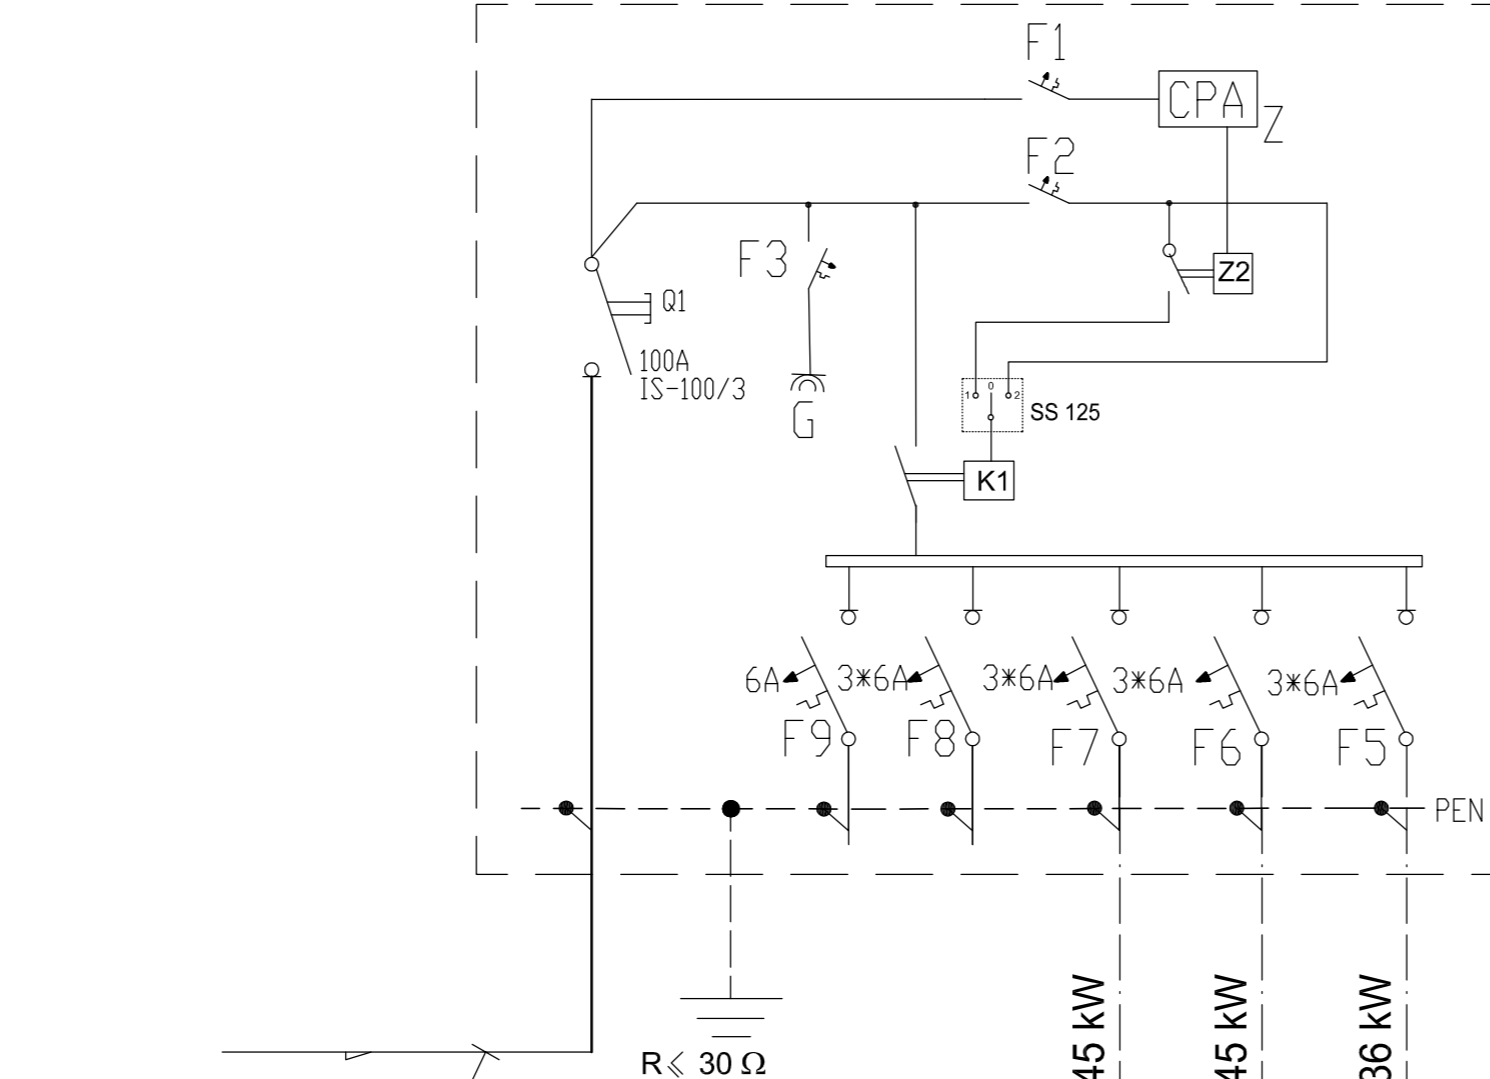 F1
CPA
Z
F2
F3
Z2
Q1
100A
IS-100/3
G
1
0
2
SS 125
K1
6A
3*6A
3*6A
3*6A
3*6A
F9
F8
F7
F6
F5
PEN
R⩽ 30 Ω
45 kW
45 kW
36 kW